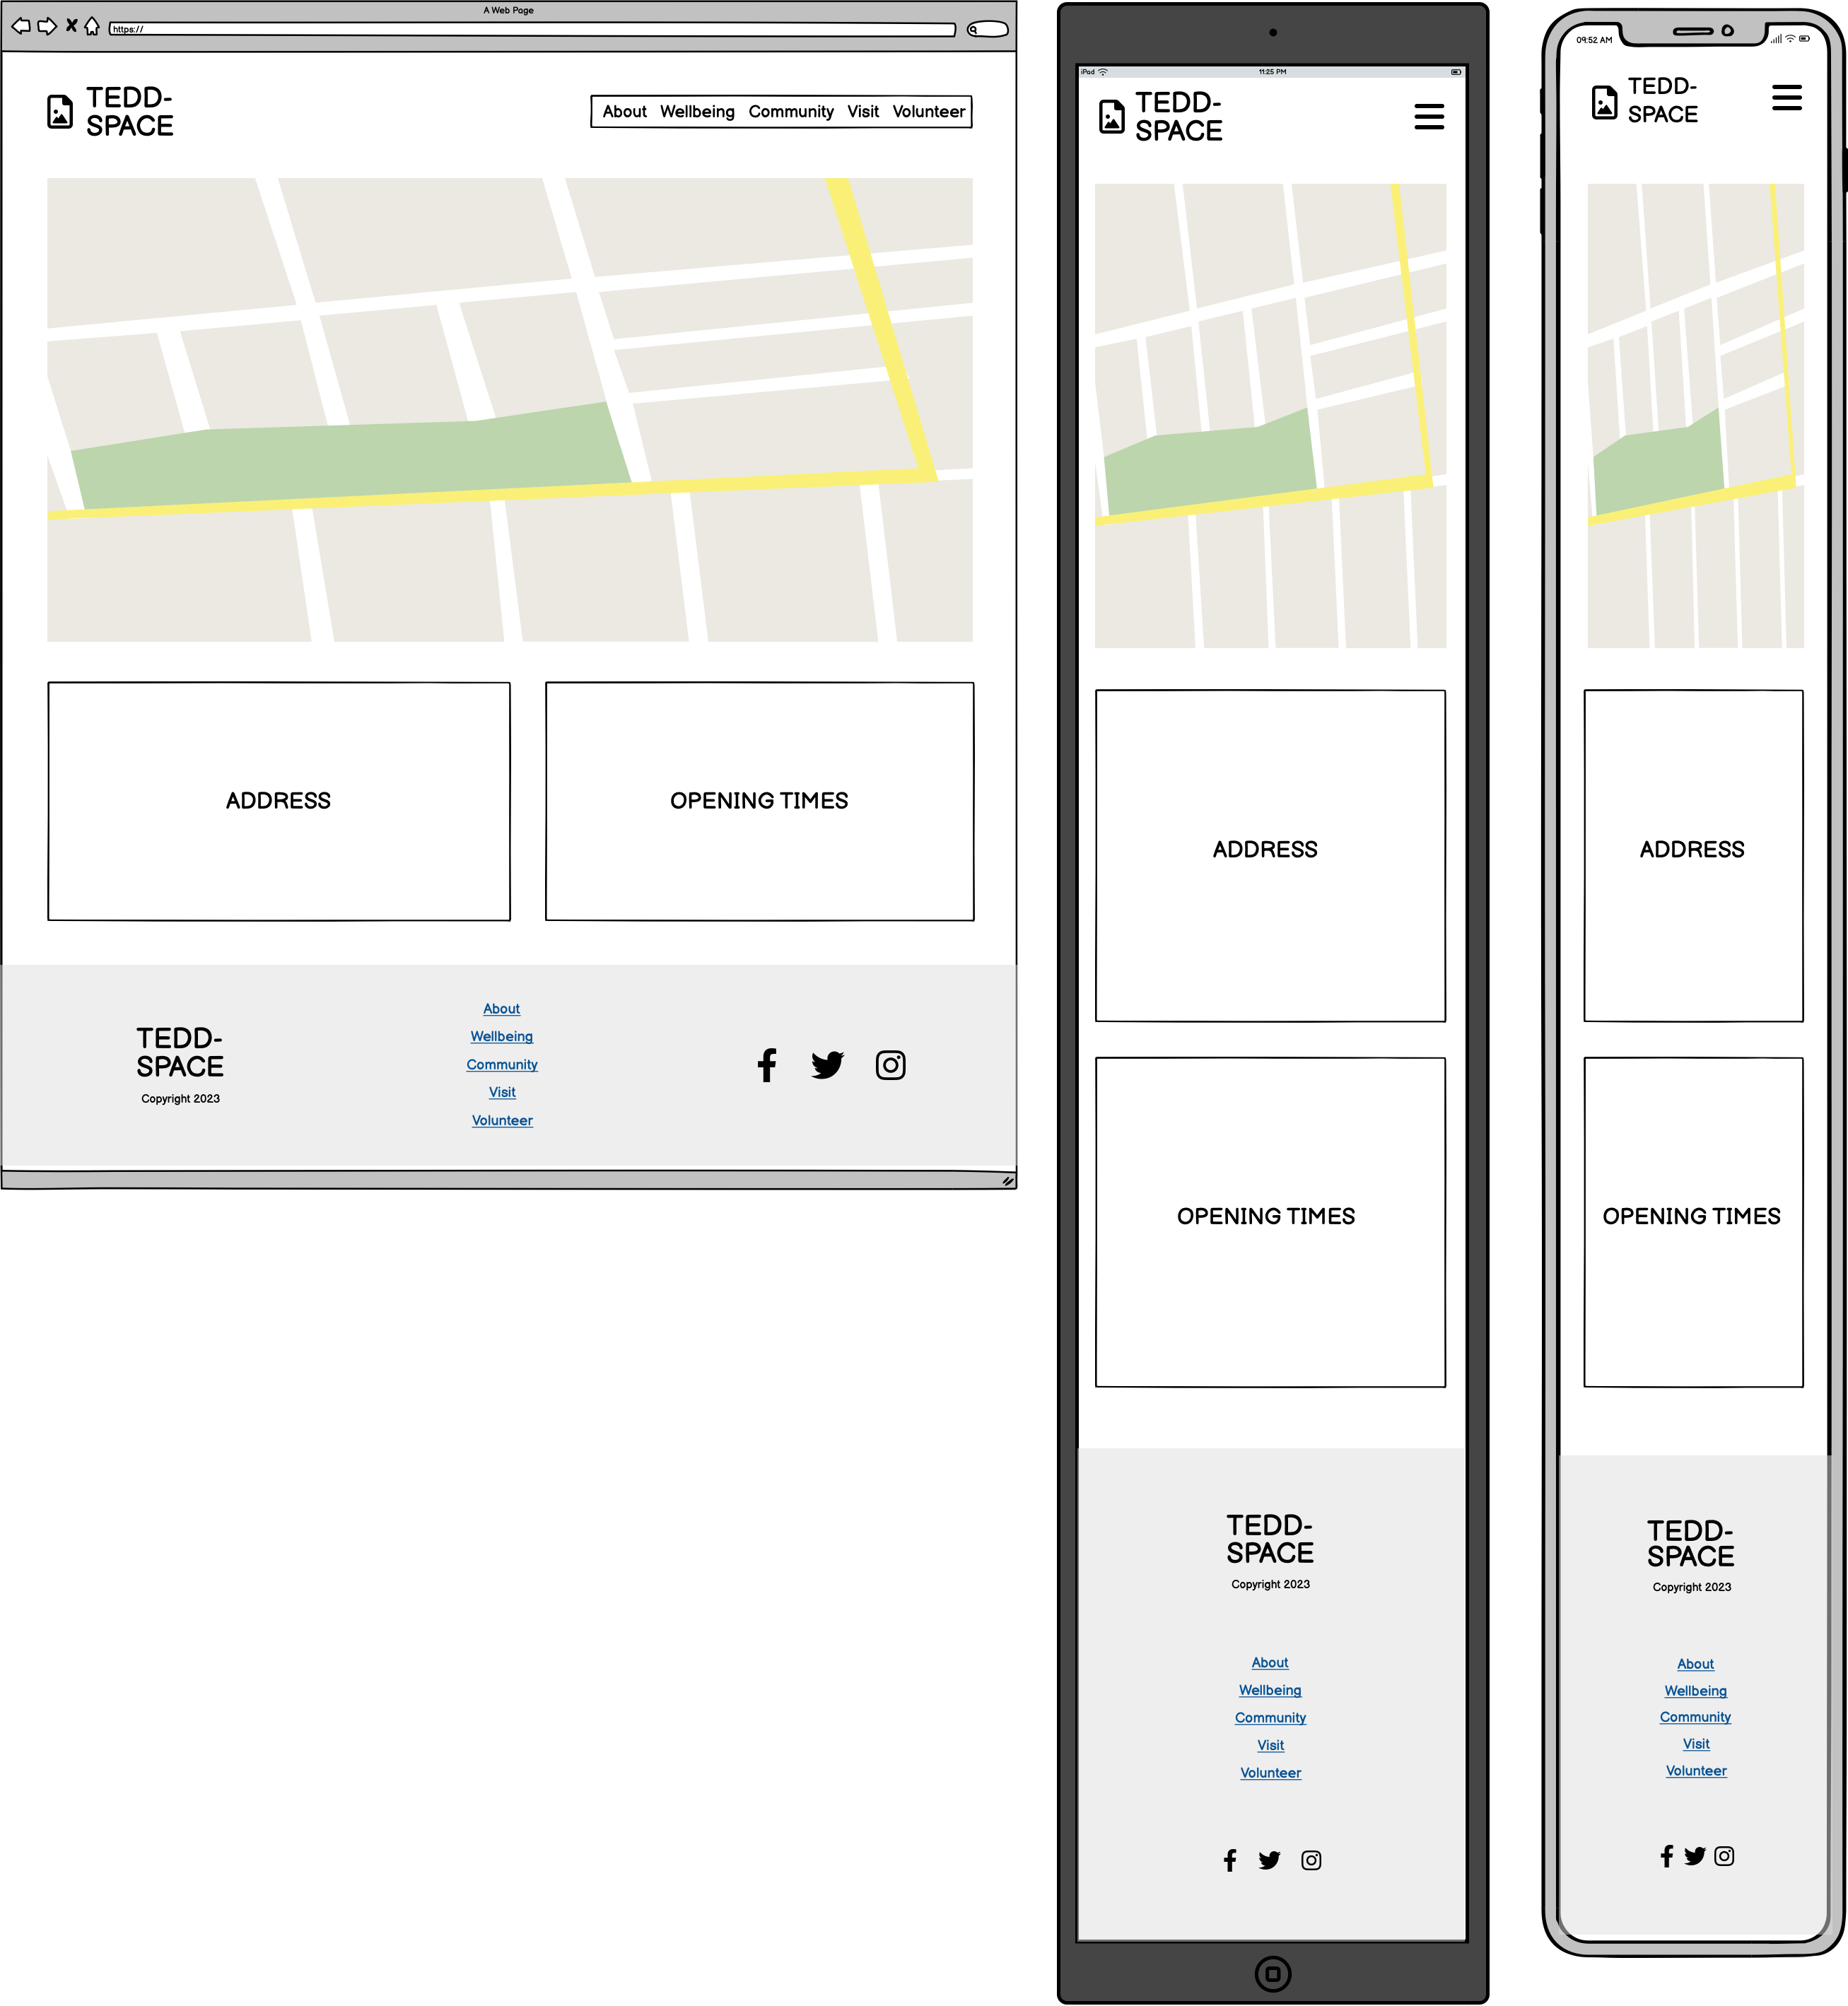 A Web Page
https://
TEDD-
SPACE
About Wellbeing Community Visit Volunteer
ADDRESS
OPENING TIMES
TEDD-
SPACE
Copyright 2023
About
Wellbeing
Community
Visit
Volunteer
iPad
11:25 PM
TEDD-
SPACE
ADDRESS
OPENING TIMES
TEDD-
SPACE
Copyright 2023
About
Wellbeing
Community
Visit
Volunteer
09:52 AM
TEDD-
SPACE
ADDRESS
OPENING TIMES
TEDD-
SPACE
Copyright 2023
About
Wellbeing
Community
Visit
Volunteer